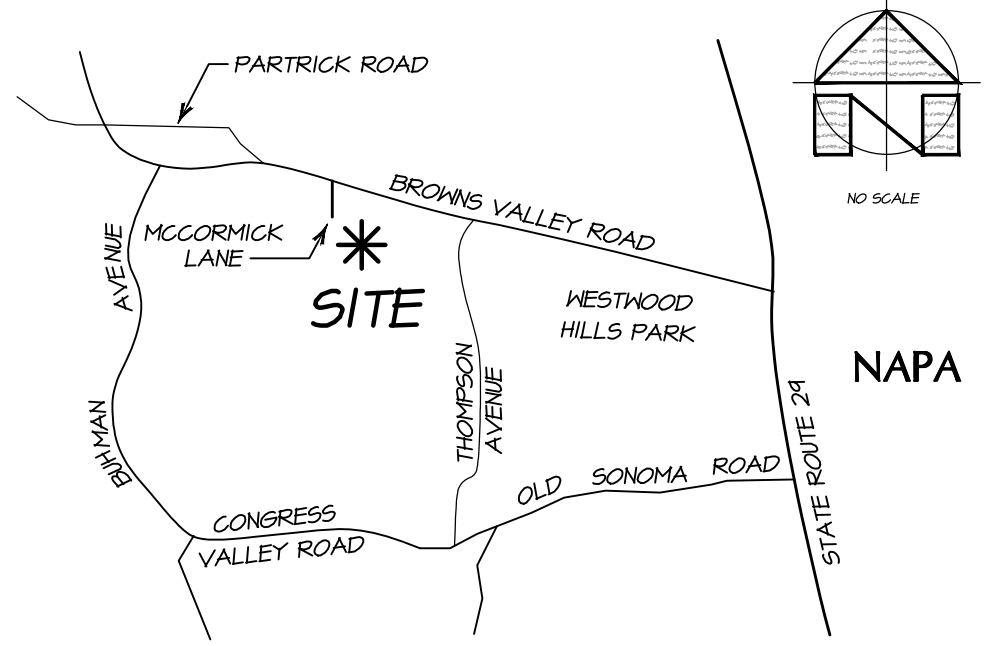 PARTRICK ROAD
NO SCALE
BROWNS VALLEY ROAD
MCCORMICK
LANE
BUHMAN AVENUE
SITE
WESTWOOD
HILLS PARK
NAPA
THOMPSON
AVENUE
STATE ROUTE 29
OLD SONOMA ROAD
CONGRESS
VALLEY ROAD